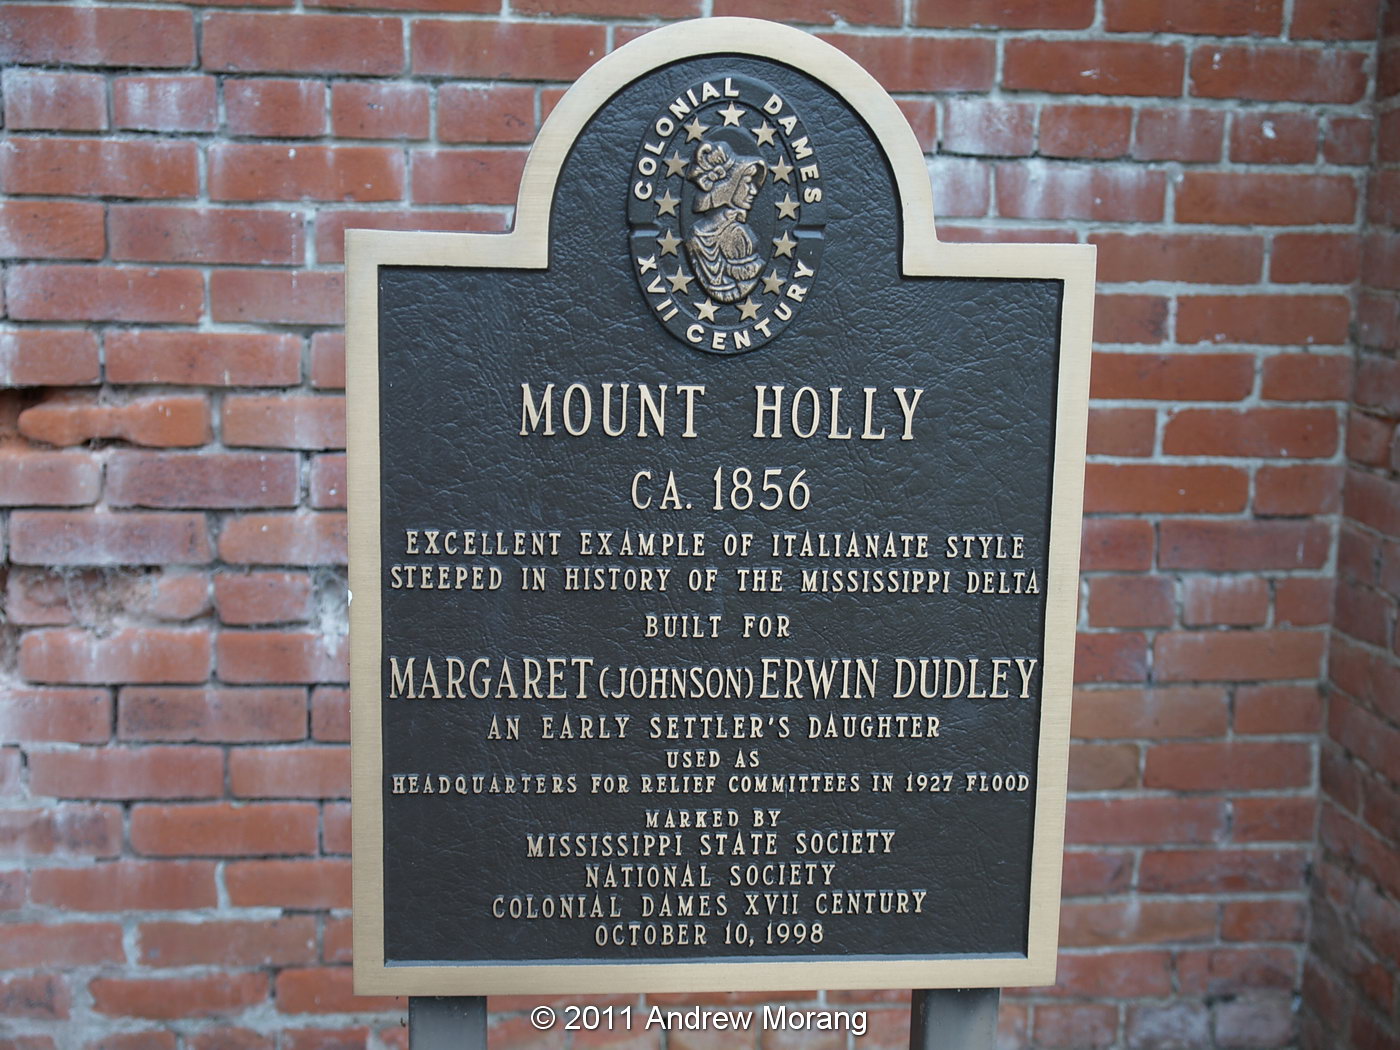 COLONIAL DAMES
XVII CENTURY
MOUNT HOLLY
CA. 1856
EXCELLENT EXAMPLE OF ITALIANATE STYLE
STEEPED IN HISTORY OF THE MISSISSIPPI DELTA
BUILT FOR
MARGARET (JOHNSON) ERWIN DUDLEY
AN EARLY SETTLER'S DAUGHTER
USED AS
HEADQUARTERS FOR RELIEF COMMITTEES IN 1927 FLOOD
MARKED BY
MISSISSIPPI STATE SOCIETY
NATIONAL SOCIETY
COLONIAL DAMES XVII CENTURY
OCTOBER 10, 1998
© 2011 Andrew Morang